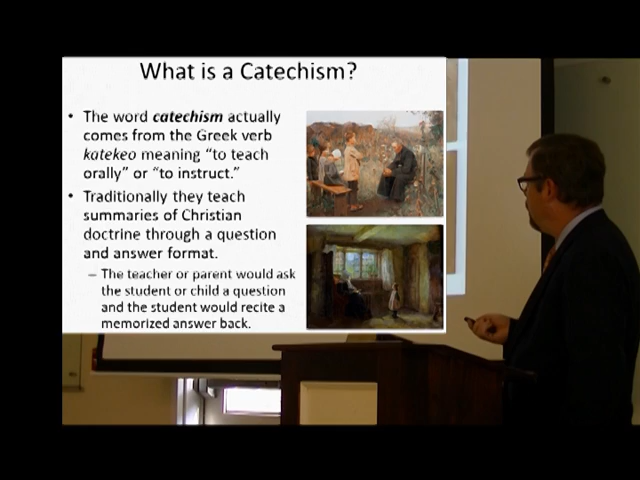 What is a Catechism?
• The word catechism actually
comes from the Greek verb
katekeo meaning “to teach
orally” or “to instruct.”
• Traditionally they teach
summaries of Christian
doctrine through a question
and answer format.
– The teacher or parent would ask
the student or child a question
and the student would recite a
memorized answer back.